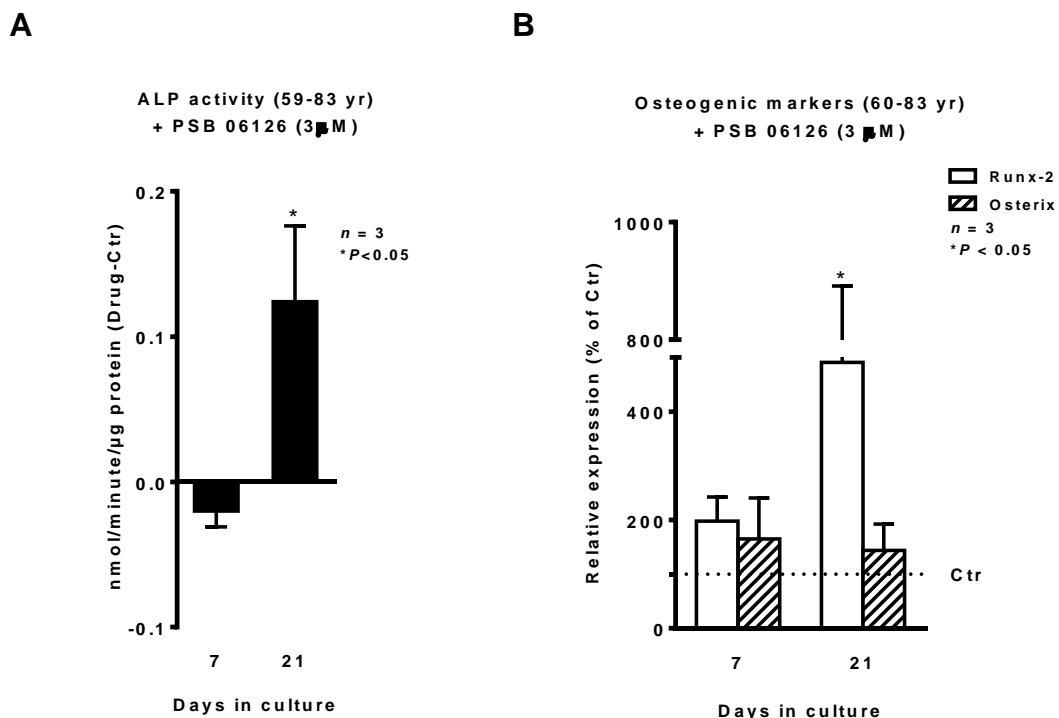 A
B
ALP activity (59-83 yr)
+ PSB 06126 (3 μM)
Osteogenic markers (60-83 yr)
+ PSB 06126 (3 μM)
nmol/minute/μg protein (Drug-Ctr)
0.2
0.1
0.0
-0.1
*
n = 3
*P<0.05
7
21
Days in culture
Relative expression (% of Ctr)
1000
800
400
200
0
*
Runx-2
Osterix
n = 3
*P < 0.05
Ctr
7
21
Days in culture